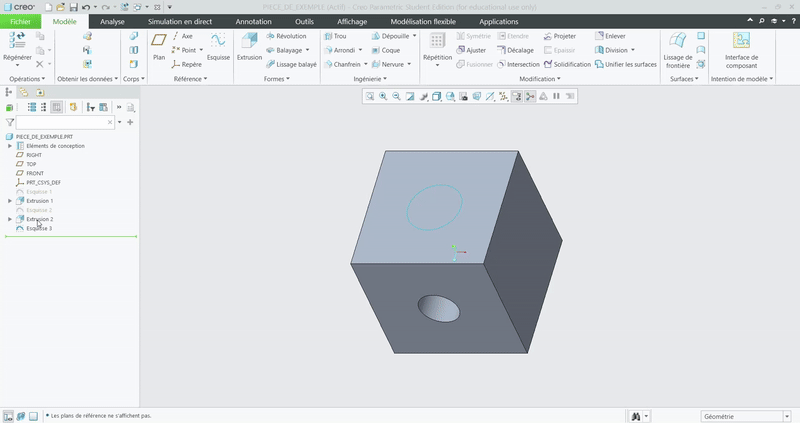 creo
PIECE_DE_EXEMPLE (Actif) - Creo Parametric Student Edition (for educational use only)
Fichier Modèle Analyse Simulation en direct Annotation Outils Affichage Modélisation flexible Applications
Régénérer
Opérations
Obtenir les données
Corps
Plan
Axe
Point
Repère
Esquisse
Référence
Extrusion
Révolution
Balayage
Lissage balayé
Formes
Trou
Arrondi
Chanfrein
Dépouille
Coque
Nervure
Ingénierie
Répétition
Symétrie
Ajuster
Fusionner
Etendre
Décalage
Intersection
Projeter
Epaissir
Solidification
Enlever
Division
Unifier les surfaces
Modification
Lissage de
frontière
Surfaces
Interface de
composant
Intention de modèle
PIECE_DE_EXEMPLE.PRT
Eléments de conception
RIGHT
TOP
FRONT
PRT_CSYS_DEF
Esquisse 1
Extrusion 1
Esquisse 2
Extrusion 2
Esquisse 3
Les plans de référence ne s'affichent pas.
Géométrie